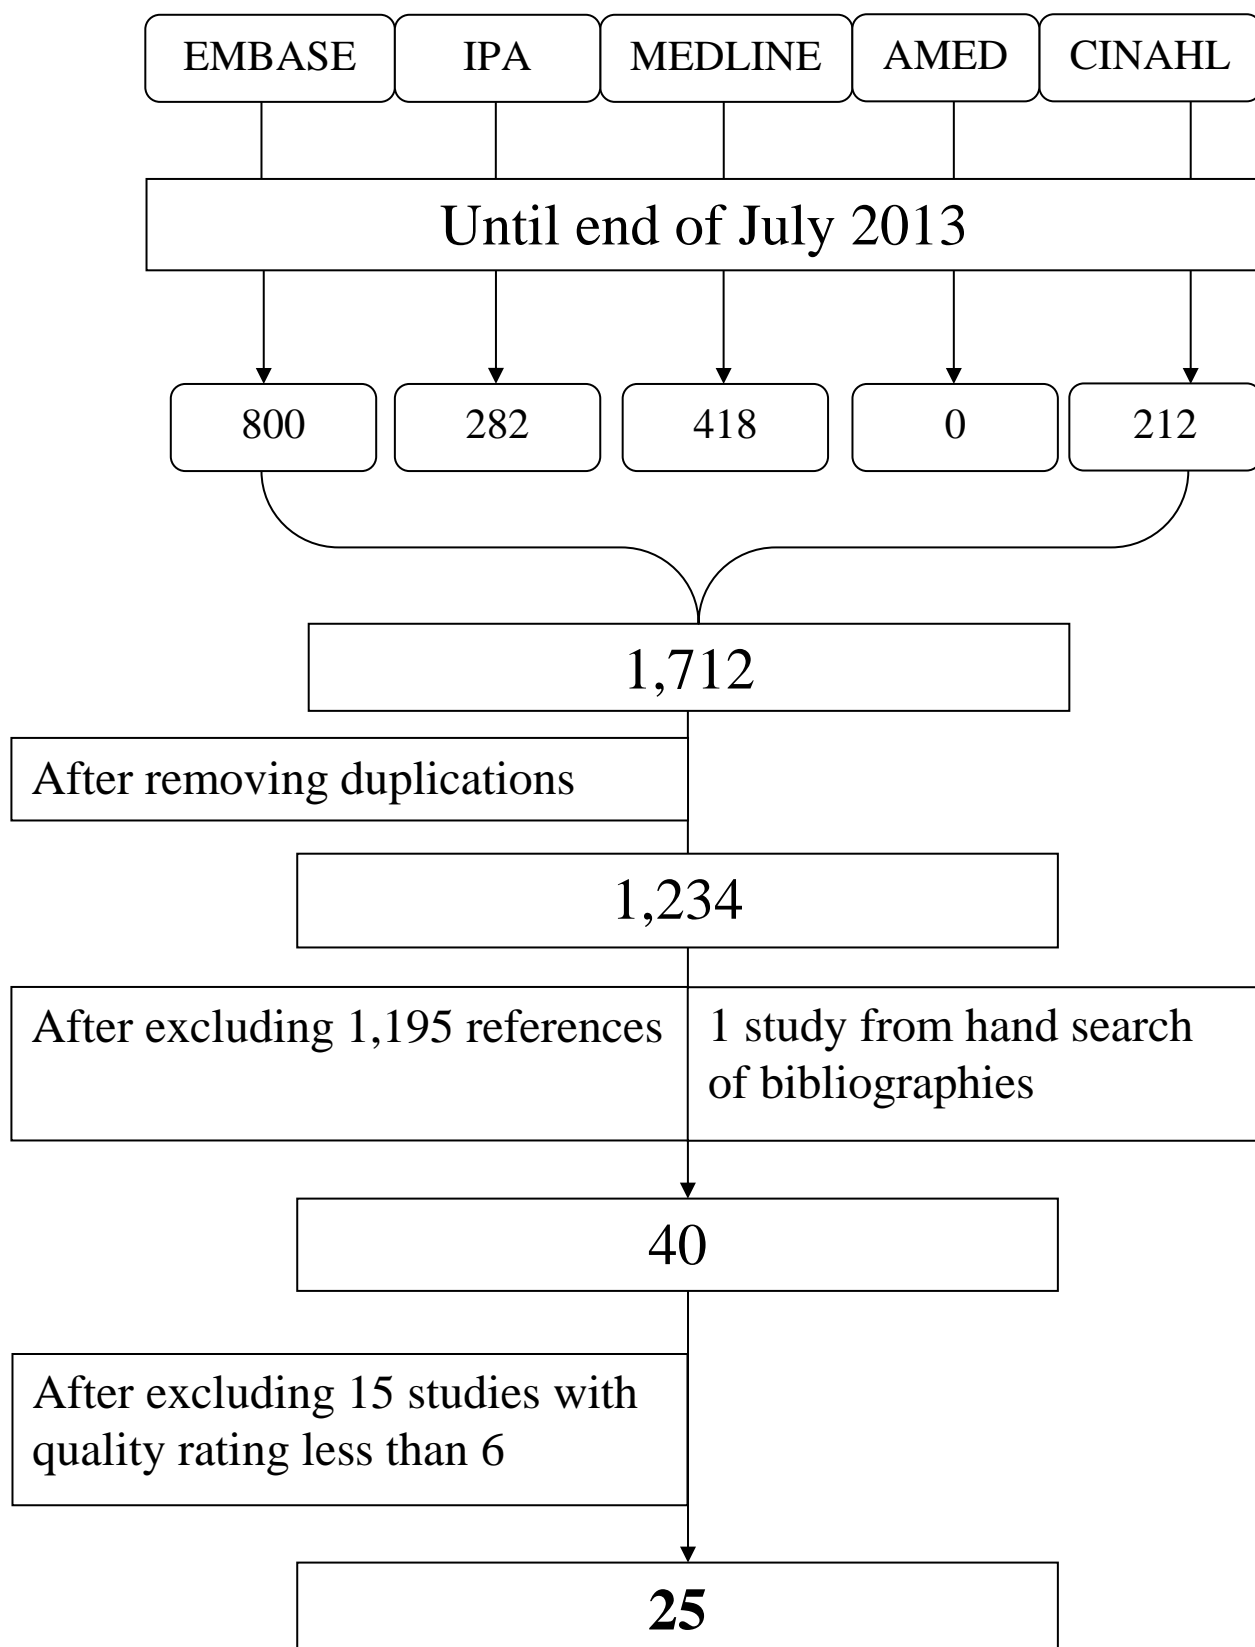 EMBASE IPA MEDLINE AMED CINAHL
Until end of July 2013
800 282 418 0 212
1,712
After removing duplications
1,234
After excluding 1,195 references
1 study from hand search
of bibliographies
40
After excluding 15 studies with
quality rating less than 6
25